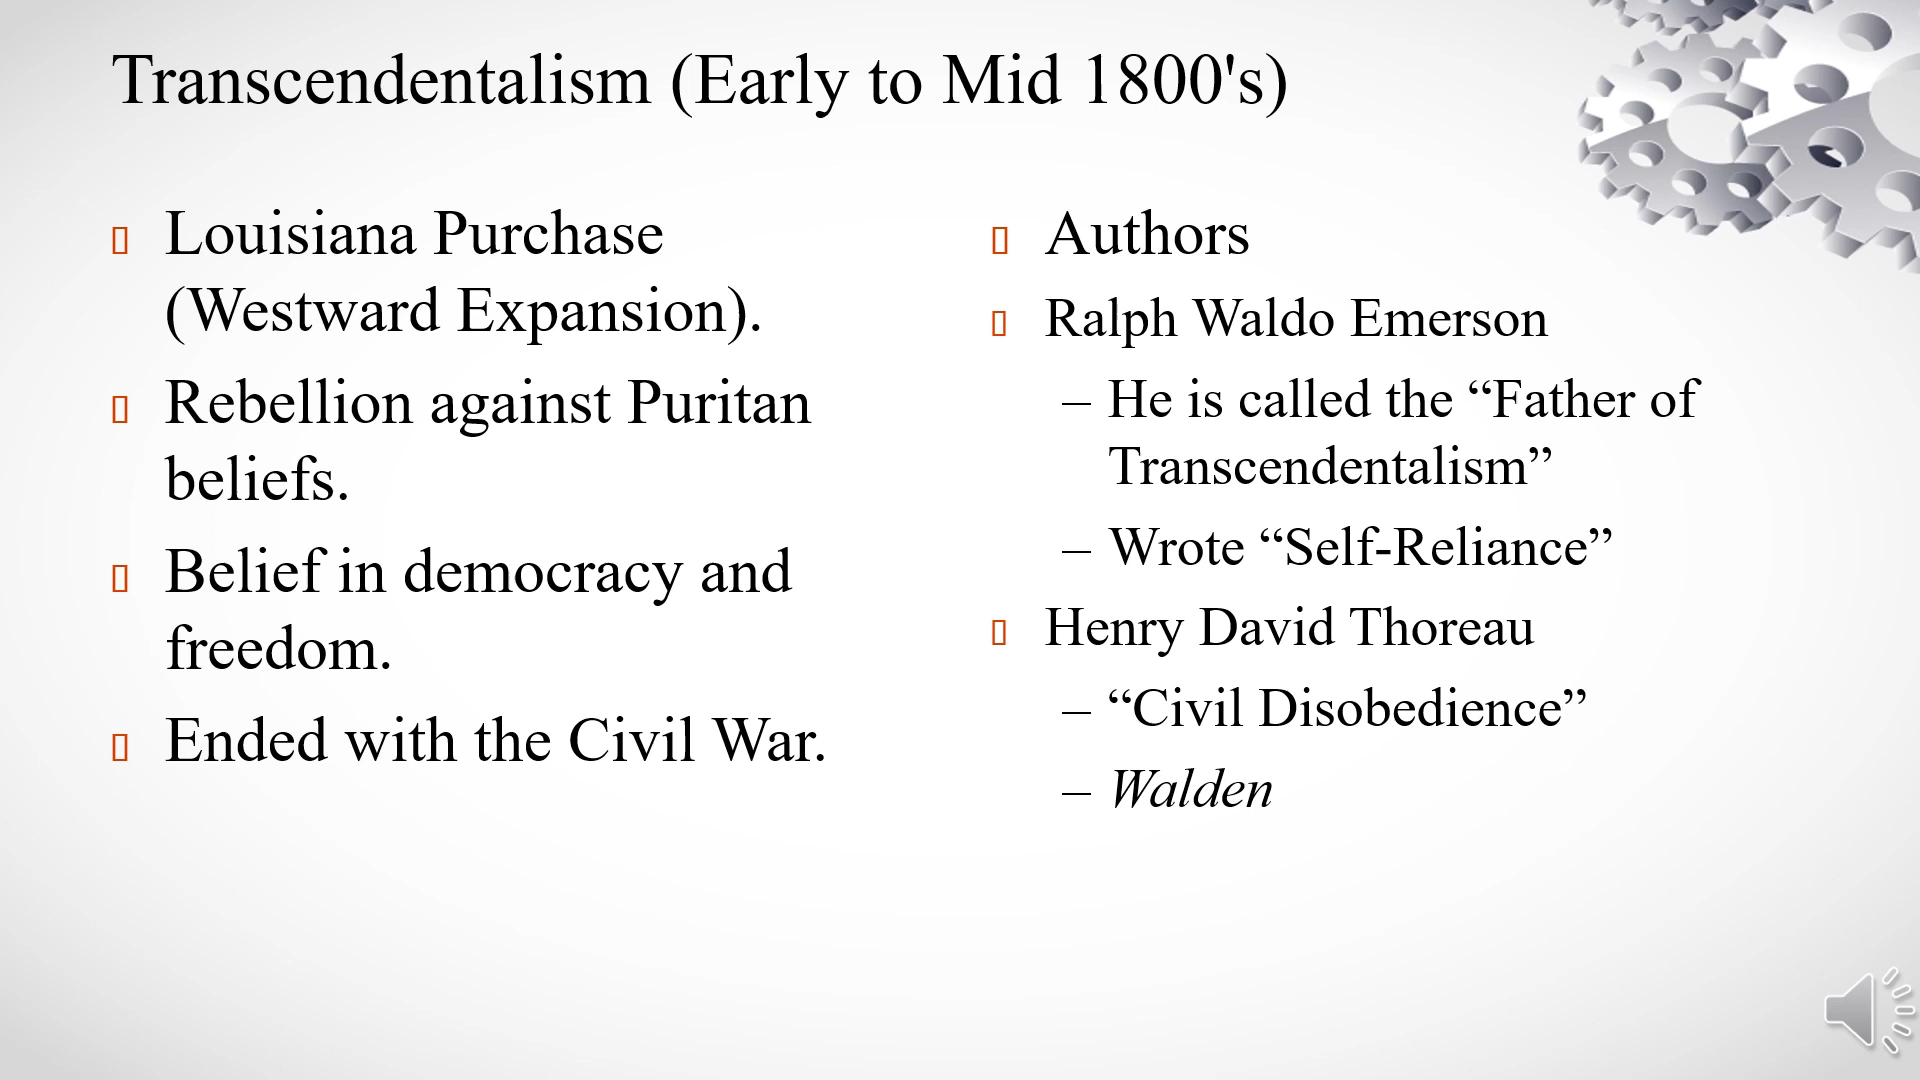 Transcendentalism (Early to Mid 1800's)
Louisiana Purchase
(Westward Expansion).
Rebellion against Puritan
beliefs.
Belief in democracy and
freedom.
Ended with the Civil War.
Authors
Ralph Waldo Emerson
– He is called the “Father of
Transcendentalism”
– Wrote “Self-Reliance”
Henry David Thoreau
– “Civil Disobedience”
– Walden